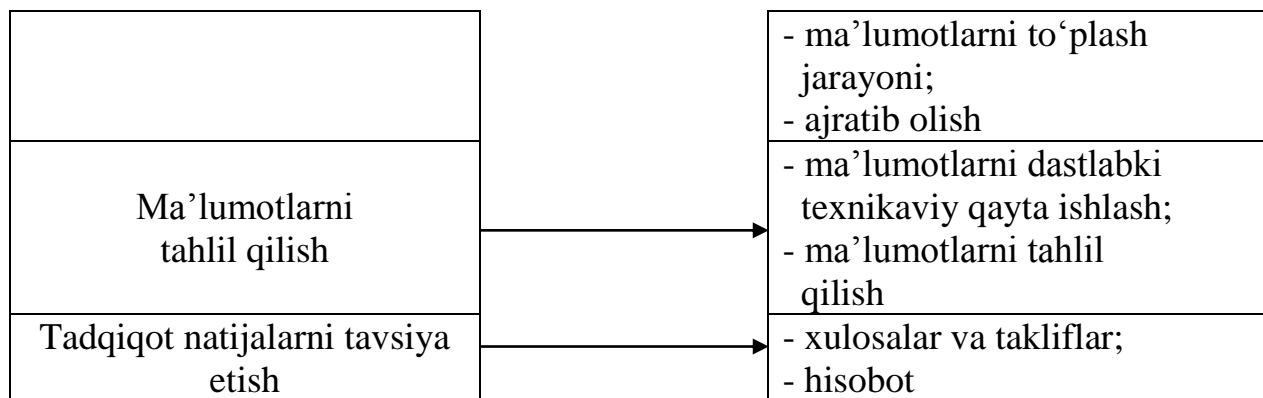 - ma’lumotlarni to‘plash
jarayoni;
- ajratib olish
Ma’lumotlarni
tahlil qilish
- ma’lumotlarni dastlabki
texnikaviy qayta ishlash;
- ma’lumotlarni tahlil
qilish
Tadqiqot natijalarni tavsiya
etish
- xulosalar va takliflar;
- hisobot